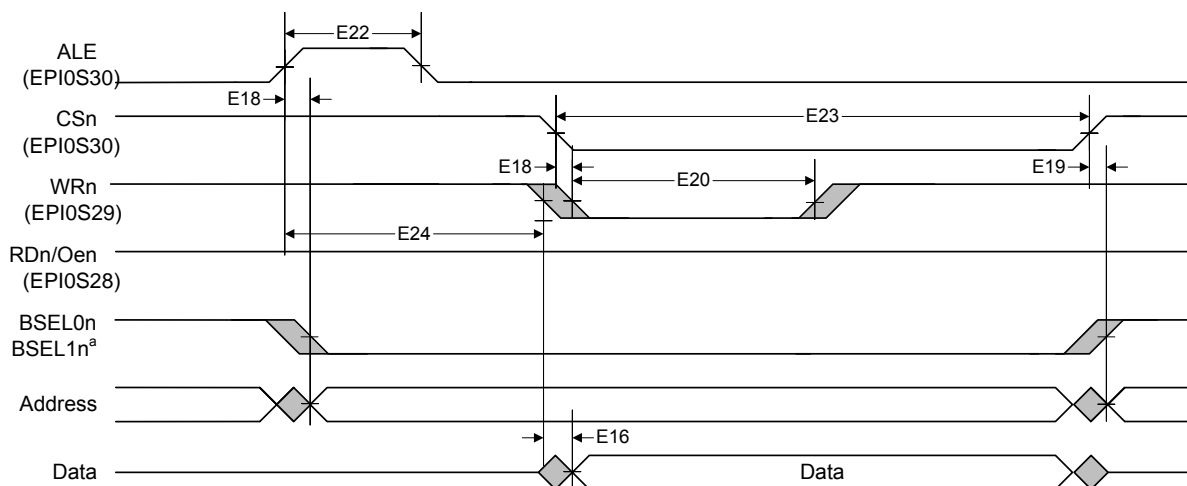 E22
ALE
(EPI0S30)
E18
CSn
(EPI0S30)
E23
E18
E20
E19
WRn
(EPI0S29)
E24
RDn/Oen
(EPI0S28)
BSEL0n
BSEL1nᵃ
Address
E16
Data
Data